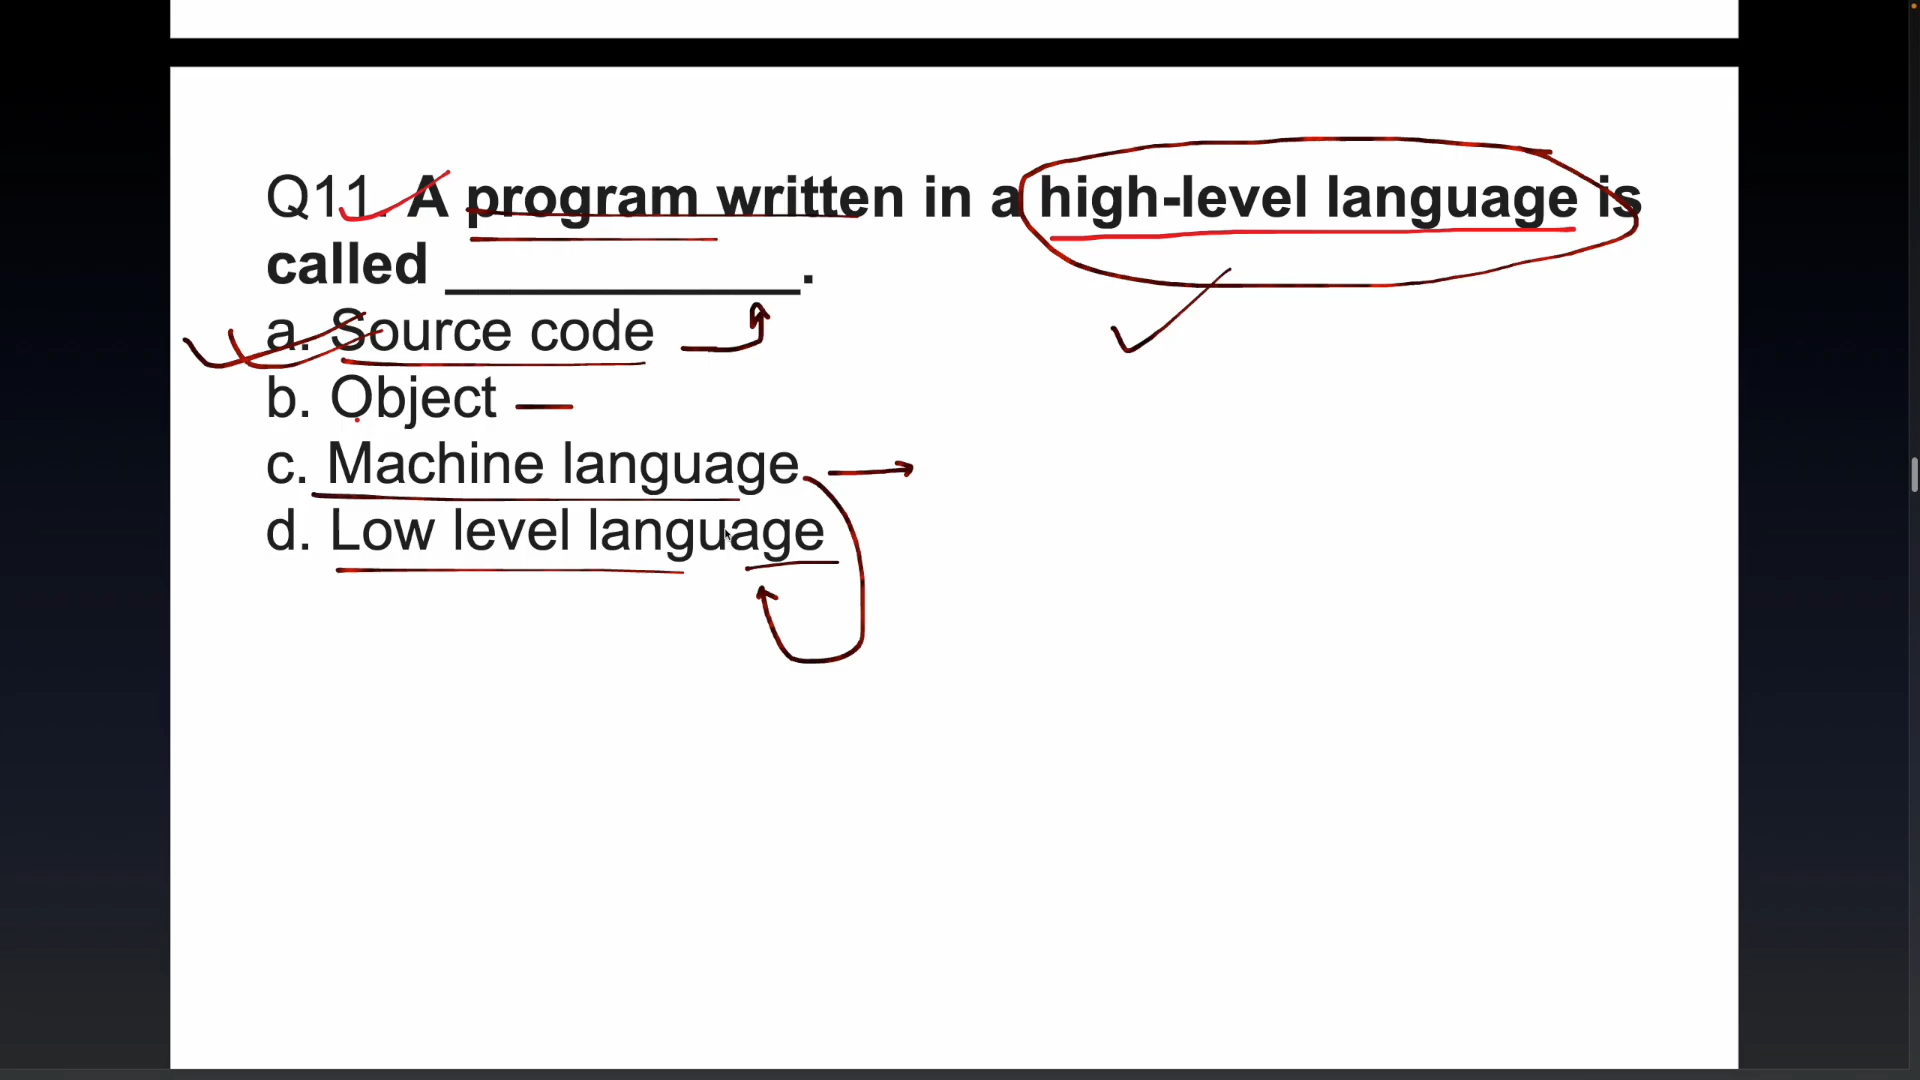 Q11. A program written in a high-level language is
called ____________.
a. Source code
b. Object
c. Machine language
d. Low level language